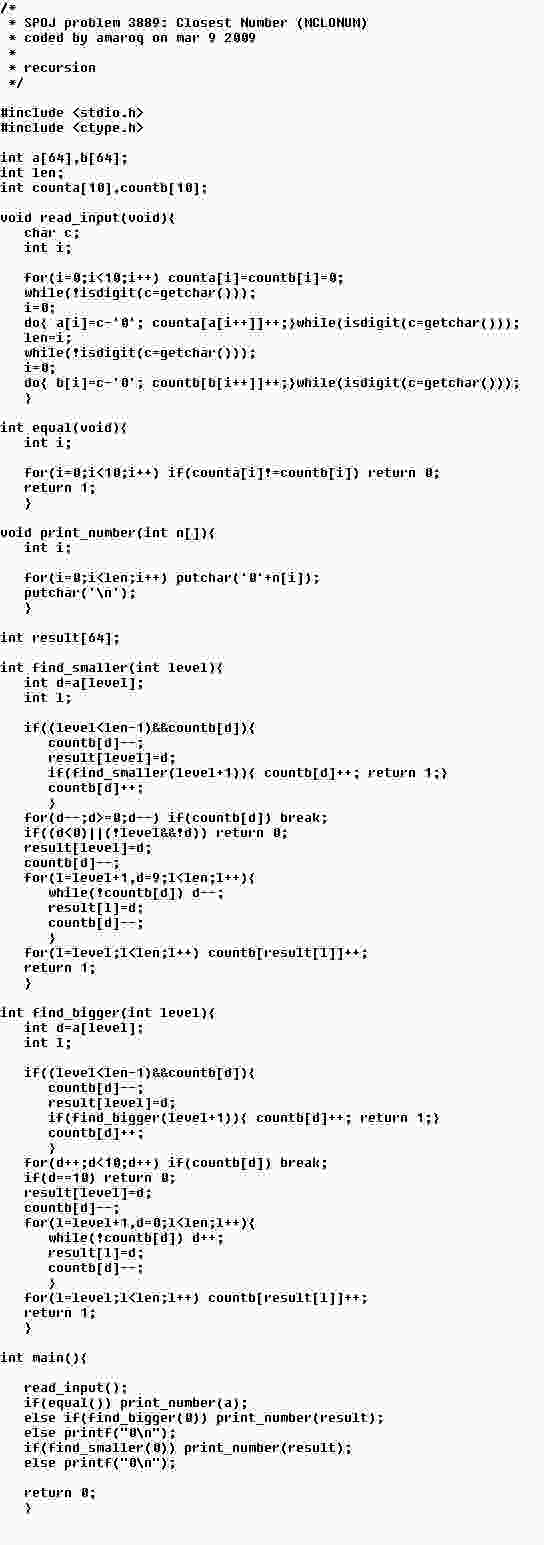 /*
 * SPOJ problem 3889: Closest Number (MCLONUM)
 * coded by amaroq on mar 9 2009
 *
 * recursion
 */

#include <stdio.h>
#include <ctype.h>

int a[64],b[64];
int len;
int counta[10],countb[10];

void read_input(void){
   char c;
   int i;

   for(i=0;i<10;i++) counta[i]=countb[i]=0;
   while(!isdigit(c=getchar()));
   i=0;
   do{ a[i]=c-'0'; counta[a[i++]]++;}while(isdigit(c=getchar()));
   len=i;
   while(!isdigit(c=getchar()));
   i=0;
   do{ b[i]=c-'0'; countb[b[i++]]++;}while(isdigit(c=getchar()));
   }

int equal(void){
   int i;

   for(i=0;i<10;i++) if(counta[i]!=countb[i]) return 0;
   return 1;
   }

void print_number(int n[]){
   int i;

   for(i=0;i<len;i++) putchar('0'+n[i]);
   putchar('\n');
   }

int result[64];

int find_smaller(int level){
   int d=a[level];
   int l;

   if((level<len-1)&&countb[d]){
      countb[d]--;
      result[level]=d;
      if(find_smaller(level+1)){ countb[d]++; return 1;}
      countb[d]++;
      }
   for(d--;d>=0;d--) if(countb[d]) break;
   if((d<0)||(!level&&!d)) return 0;
   result[level]=d;
   countb[d]--;
   for(l=level+1,d=9;l<len;l++){
      while(!countb[d]) d--;
      result[l]=d;
      countb[d]--;
      }
   for(l=level;l<len;l++) countb[result[l]]++;
   return 1;
   }

int find_bigger(int level){
   int d=a[level];
   int l;

   if((level<len-1)&&countb[d]){
      countb[d]--;
      result[level]=d;
      if(find_bigger(level+1)){ countb[d]++; return 1;}
      countb[d]++;
      }
   for(d++;d<10;d++) if(countb[d]) break;
   if(d==10) return 0;
   result[level]=d;
   countb[d]--;
   for(l=level+1,d=0;l<len;l++){
      while(!countb[d]) d++;
      result[l]=d;
      countb[d]--;
      }
   for(l=level;l<len;l++) countb[result[l]]++;
   return 1;
   }

int main(){

   read_input();
   if(equal()) print_number(a);
   else if(find_bigger(0)) print_number(result);
   else printf("0\n");
   if(find_smaller(0)) print_number(result);
   else printf("0\n");

   return 0;
   }